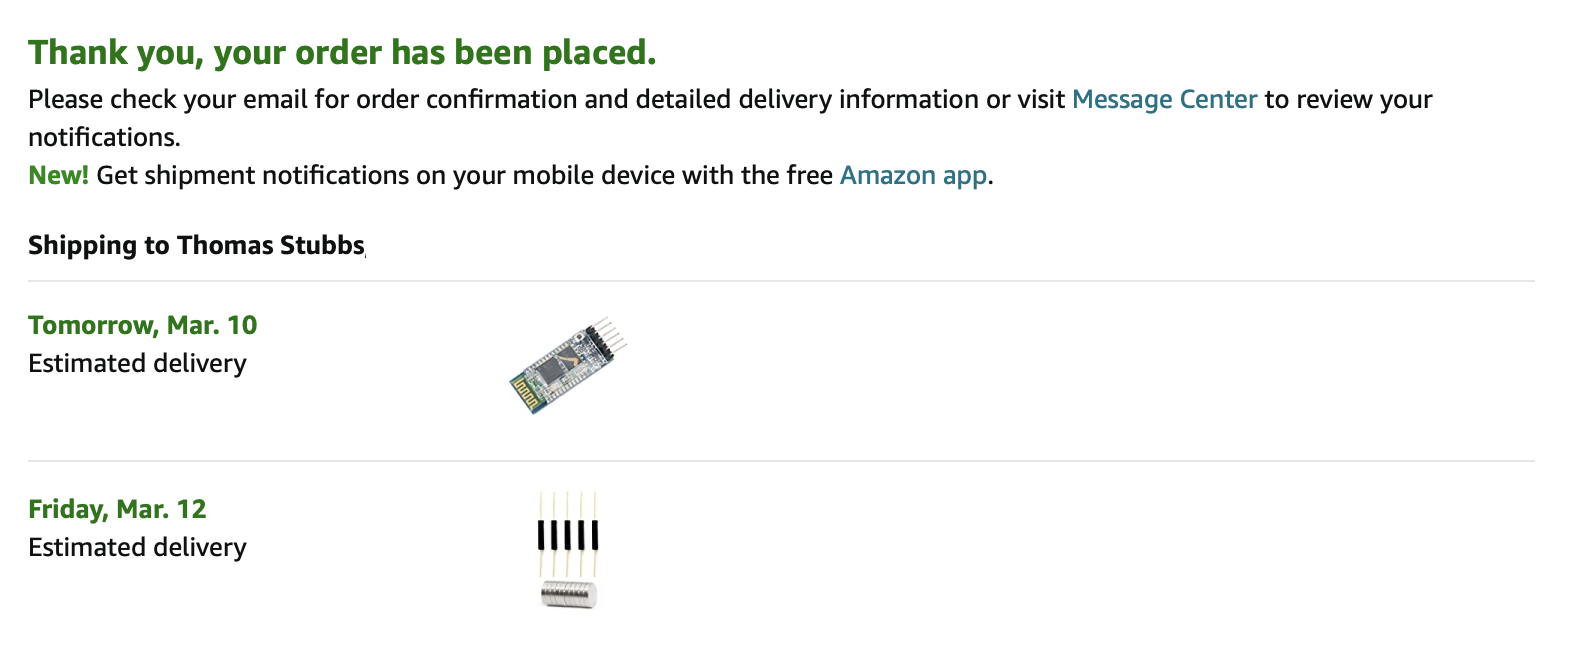 Thank you, your order has been placed.
Please check your email for order confirmation and detailed delivery information or visit Message Center to review your
notifications.
New! Get shipment notifications on your mobile device with the free Amazon app.
Shipping to Thomas Stubbs,
Tomorrow, Mar. 10
Estimated delivery
Friday, Mar. 12
Estimated delivery